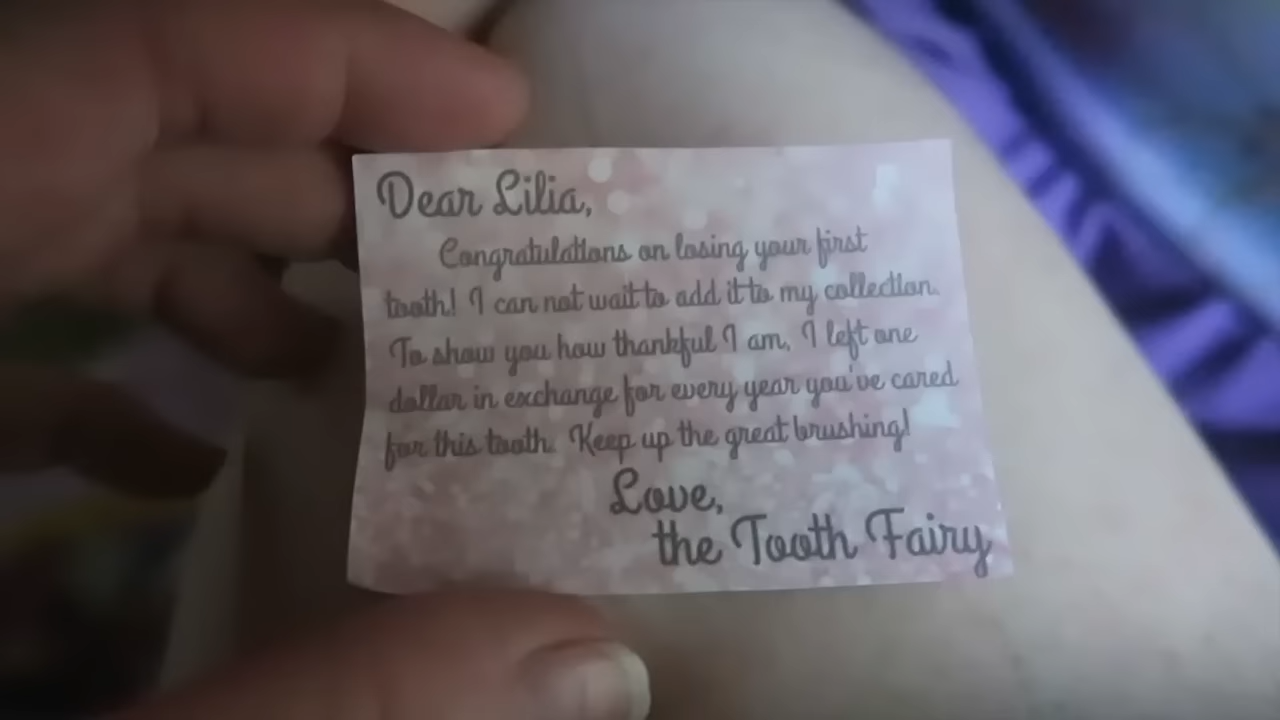 Dear Lilia,
Congratulations on losing your first
tooth! I can not wait to add it to my collection.
To show you how thankful I am, I left one
dollar in exchange for every year you've cared
for this tooth. Keep up the great brushing!
Love,
the Tooth Fairy